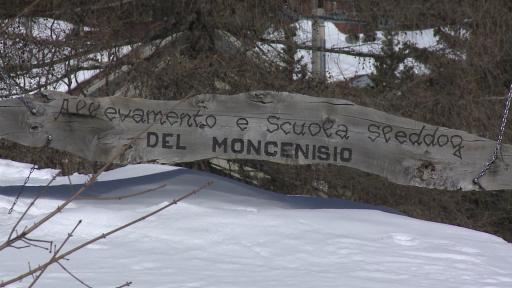 Allevamento e Scuola sleddog
DEL MONCENISIO